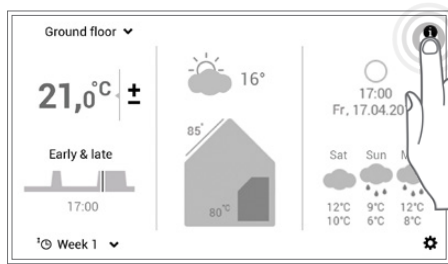 Ground floor
21,0°C ±
Early & late
17:00
Week 1
16°
85°
80°C
17:00
Fr, 17.04.20
Sat Sun M
12°C 9°C 12°C
10°C 6°C 8°C